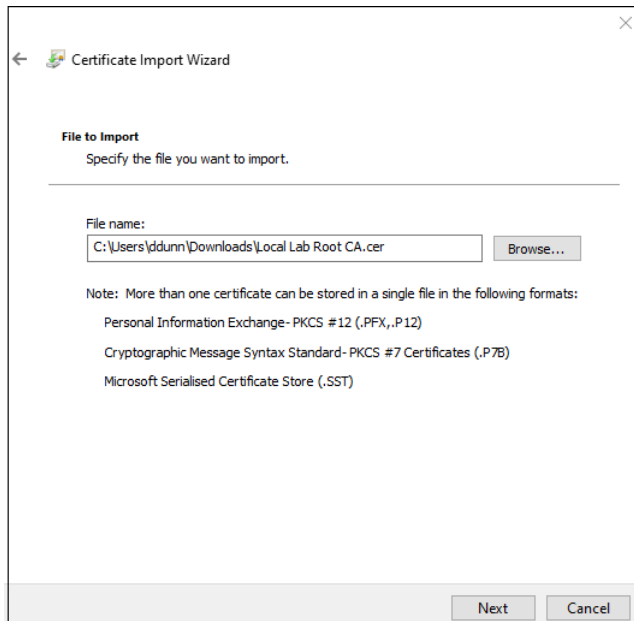 Certificate Import Wizard
File to Import
Specify the file you want to import.
File name:
C:\Users\ddunn\Downloads\Local Lab Root CA.cer
Browse...
Note: More than one certificate can be stored in a single file in the following formats:
Personal Information Exchange- PKCS #12 (.PFX,.P12)
Cryptographic Message Syntax Standard- PKCS #7 Certificates (.P7B)
Microsoft Serialised Certificate Store (.SST)
Next
Cancel